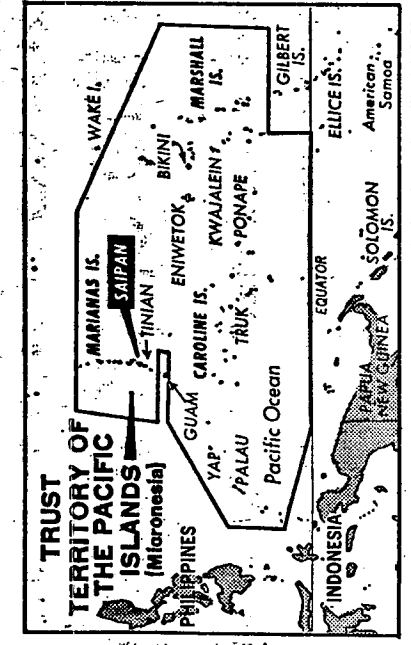 TRUST
TERRITORY OF
THE PACIFIC
ISLANDS
(Micronesia)
PHILIPPINES
MARIANAS IS.
SAIPAN
TINIAN
GUAM
WAKE I.
BIKINI
ENIWETOK
MARSHALL
IS.
KWAJALEIN
PONAPE
CAROLINE IS.
TRUK
YAP
PALAU
Pacific Ocean
GILBERT
IS.
EQUATOR
INDONESIA
PAPUA
NEW GUINEA
SOLOMON
IS.
ELLICE IS.
American
Samoa